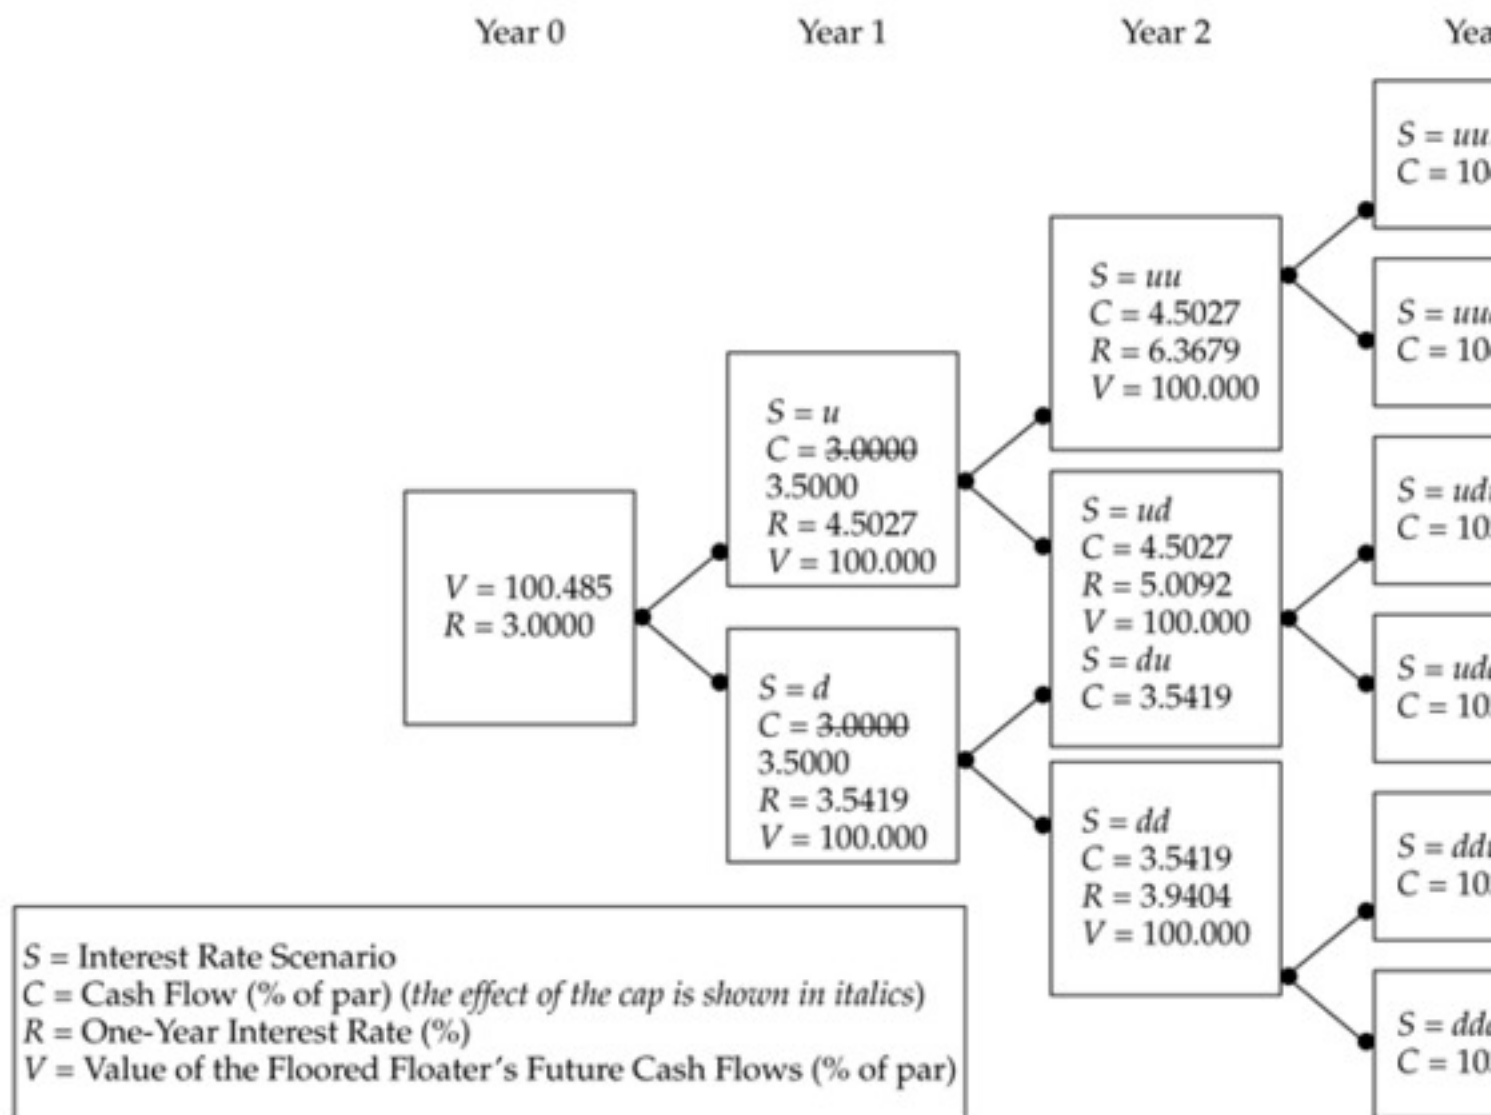 Year 0
Year 1
Year 2
V = 100.485
R = 3.0000
S = u
C = 3.0000
3.5000
R = 4.5027
V = 100.000
S = d
C = 3.0000
3.5000
R = 3.5419
V = 100.000
S = uu
C = 4.5027
R = 6.3679
V = 100.000
S = ud
C = 4.5027
R = 5.0092
V = 100.000
S = du
C = 3.5419
S = dd
C = 3.5419
R = 3.9404
V = 100.000
S =
C =
S =
C =
S =
C =
S =
C =
S =
C =
S =
C =
S = Interest Rate Scenario
C = Cash Flow (% of par) (the effect of the cap is shown in italics)
R = One-Year Interest Rate (%)
V = Value of the Floored Floater's Future Cash Flows (% of par)